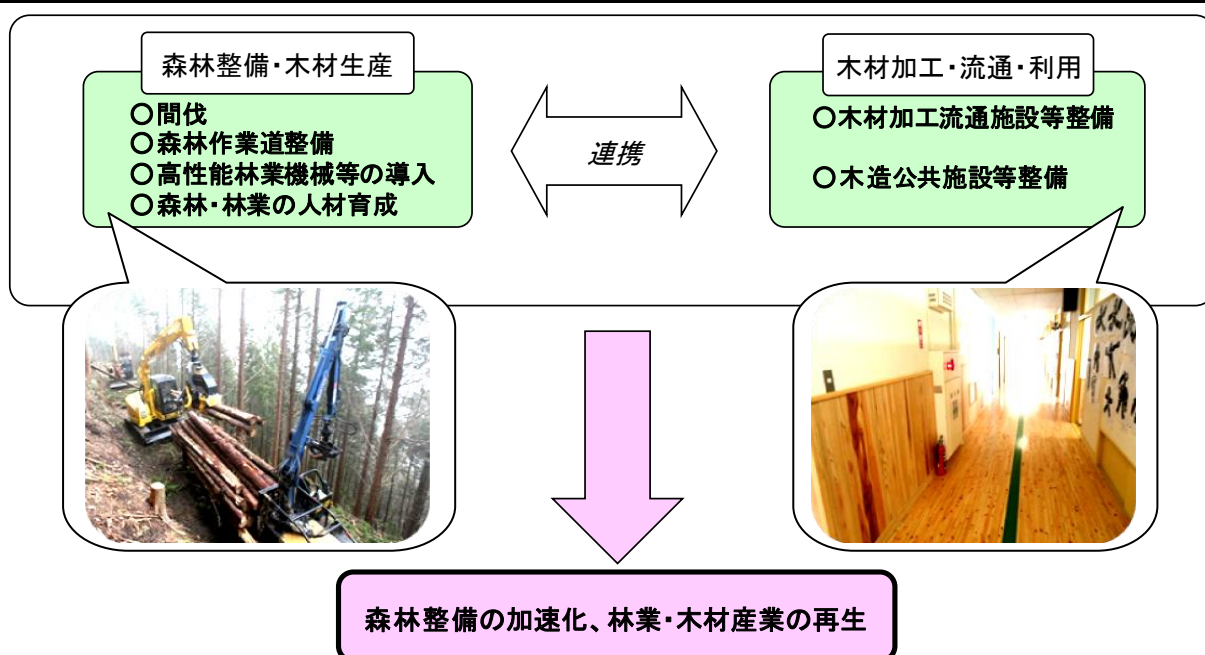 森林整備・木材生産
○間伐
○森林作業道整備
○高性能林業機械等の導入
○森林・林業の人材育成
連携
木材加工・流通・利用
○木材加工流通施設等整備
○木造公共施設等整備
森林整備の加速化、林業・木材産業の再生